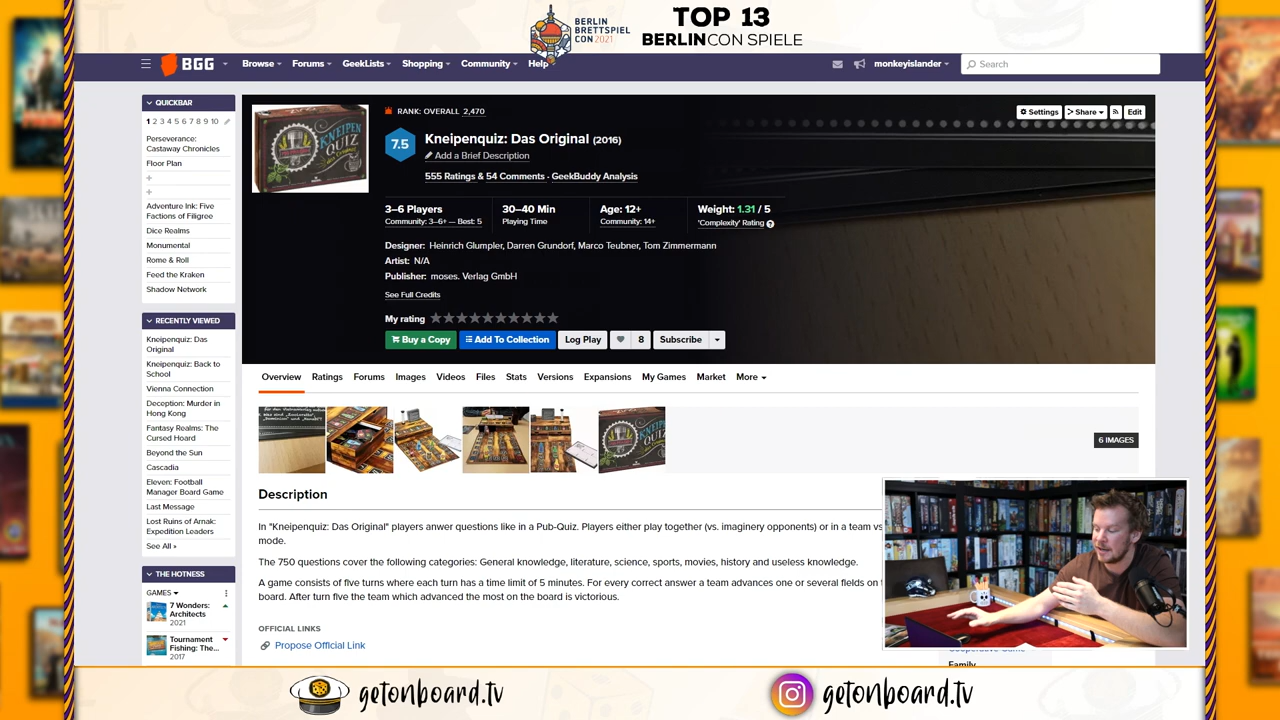 BERLIN
BRETTSPIEL
CON 2021
TOP 13
BERLINCON SPIELE
BGG
Browse
Forums
GeekLists
Shopping
Community
Help
monkeyislander
Search
QUICKBAR
1 2 3 4 5 6 7 8 9 10
Perseverance:
Castaway Chronicles
Floor Plan
+
+
Adventure Ink: Five
Factions of Filigree
Dice Realms
Monumental
Rome & Roll
Feed the Kraken
Shadow Network
RECENTLY VIEWED
Kneipenquiz: Das
Original
Kneipenquiz: Back to
School
Vienna Connection
Deception: Murder in
Hong Kong
Fantasy Realms: The
Cursed Hoard
Beyond the Sun
Cascadia
Eleven: Football
Manager Board Game
Last Message
Lost Ruins of Arnak:
Expedition Leaders
See All »
THE HOTNESS
GAMES
7 Wonders:
Architects
2021
Tournament
Fishing: The...
2017
KNEIPEN
QUIZ
RANK: OVERALL 2,470
Settings
Share
Edit
7.5
Kneipenquiz: Das Original (2016)
Add a Brief Description
555 Ratings & 54 Comments · GeekBuddy Analysis
3–6 Players
Community: 3–6+ — Best: 5
30–40 Min
Playing Time
Age: 12+
Community: 14+
Weight: 1.31 / 5
'Complexity' Rating
Designer: Heinrich Glumpler, Darren Grundorf, Marco Teubner, Tom Zimmermann
Artist: N/A
Publisher: moses. Verlag GmbH
See Full Credits
My rating
Buy a Copy
Add To Collection
Log Play
8
Subscribe
Overview
Ratings
Forums
Images
Videos
Files
Stats
Versions
Expansions
My Games
Market
More
KNEIPEN
QUIZ
6 IMAGES
Description
In "Kneipenquiz: Das Original" players anwer questions like in a Pub-Quiz. Players either play together (vs. imaginery opponents) or in a team vs
mode.
The 750 questions cover the following categories: General knowledge, literature, science, sports, movies, history and useless knowledge.
A game consists of five turns where each turn has a time limit of 5 minutes. For every correct answer a team advances one or several fields on
board. After turn five the team which advanced the most on the board is victorious.
OFFICIAL LINKS
Propose Official Link
Cooperative Game
Family
getonboard.tv
getonboard.tv